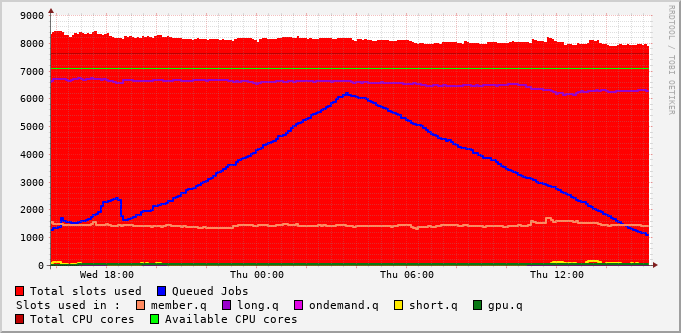 9000
8000
7000
6000
5000
4000
3000
2000
1000
0
Wed 18:00 Thu 00:00 Thu 06:00 Thu 12:00
RRDTOOL / TOBI OETIKER
Total slots used Queued Jobs
Slots used in : member.q long.q ondemand.q short.q gpu.q
Total CPU cores Available CPU cores